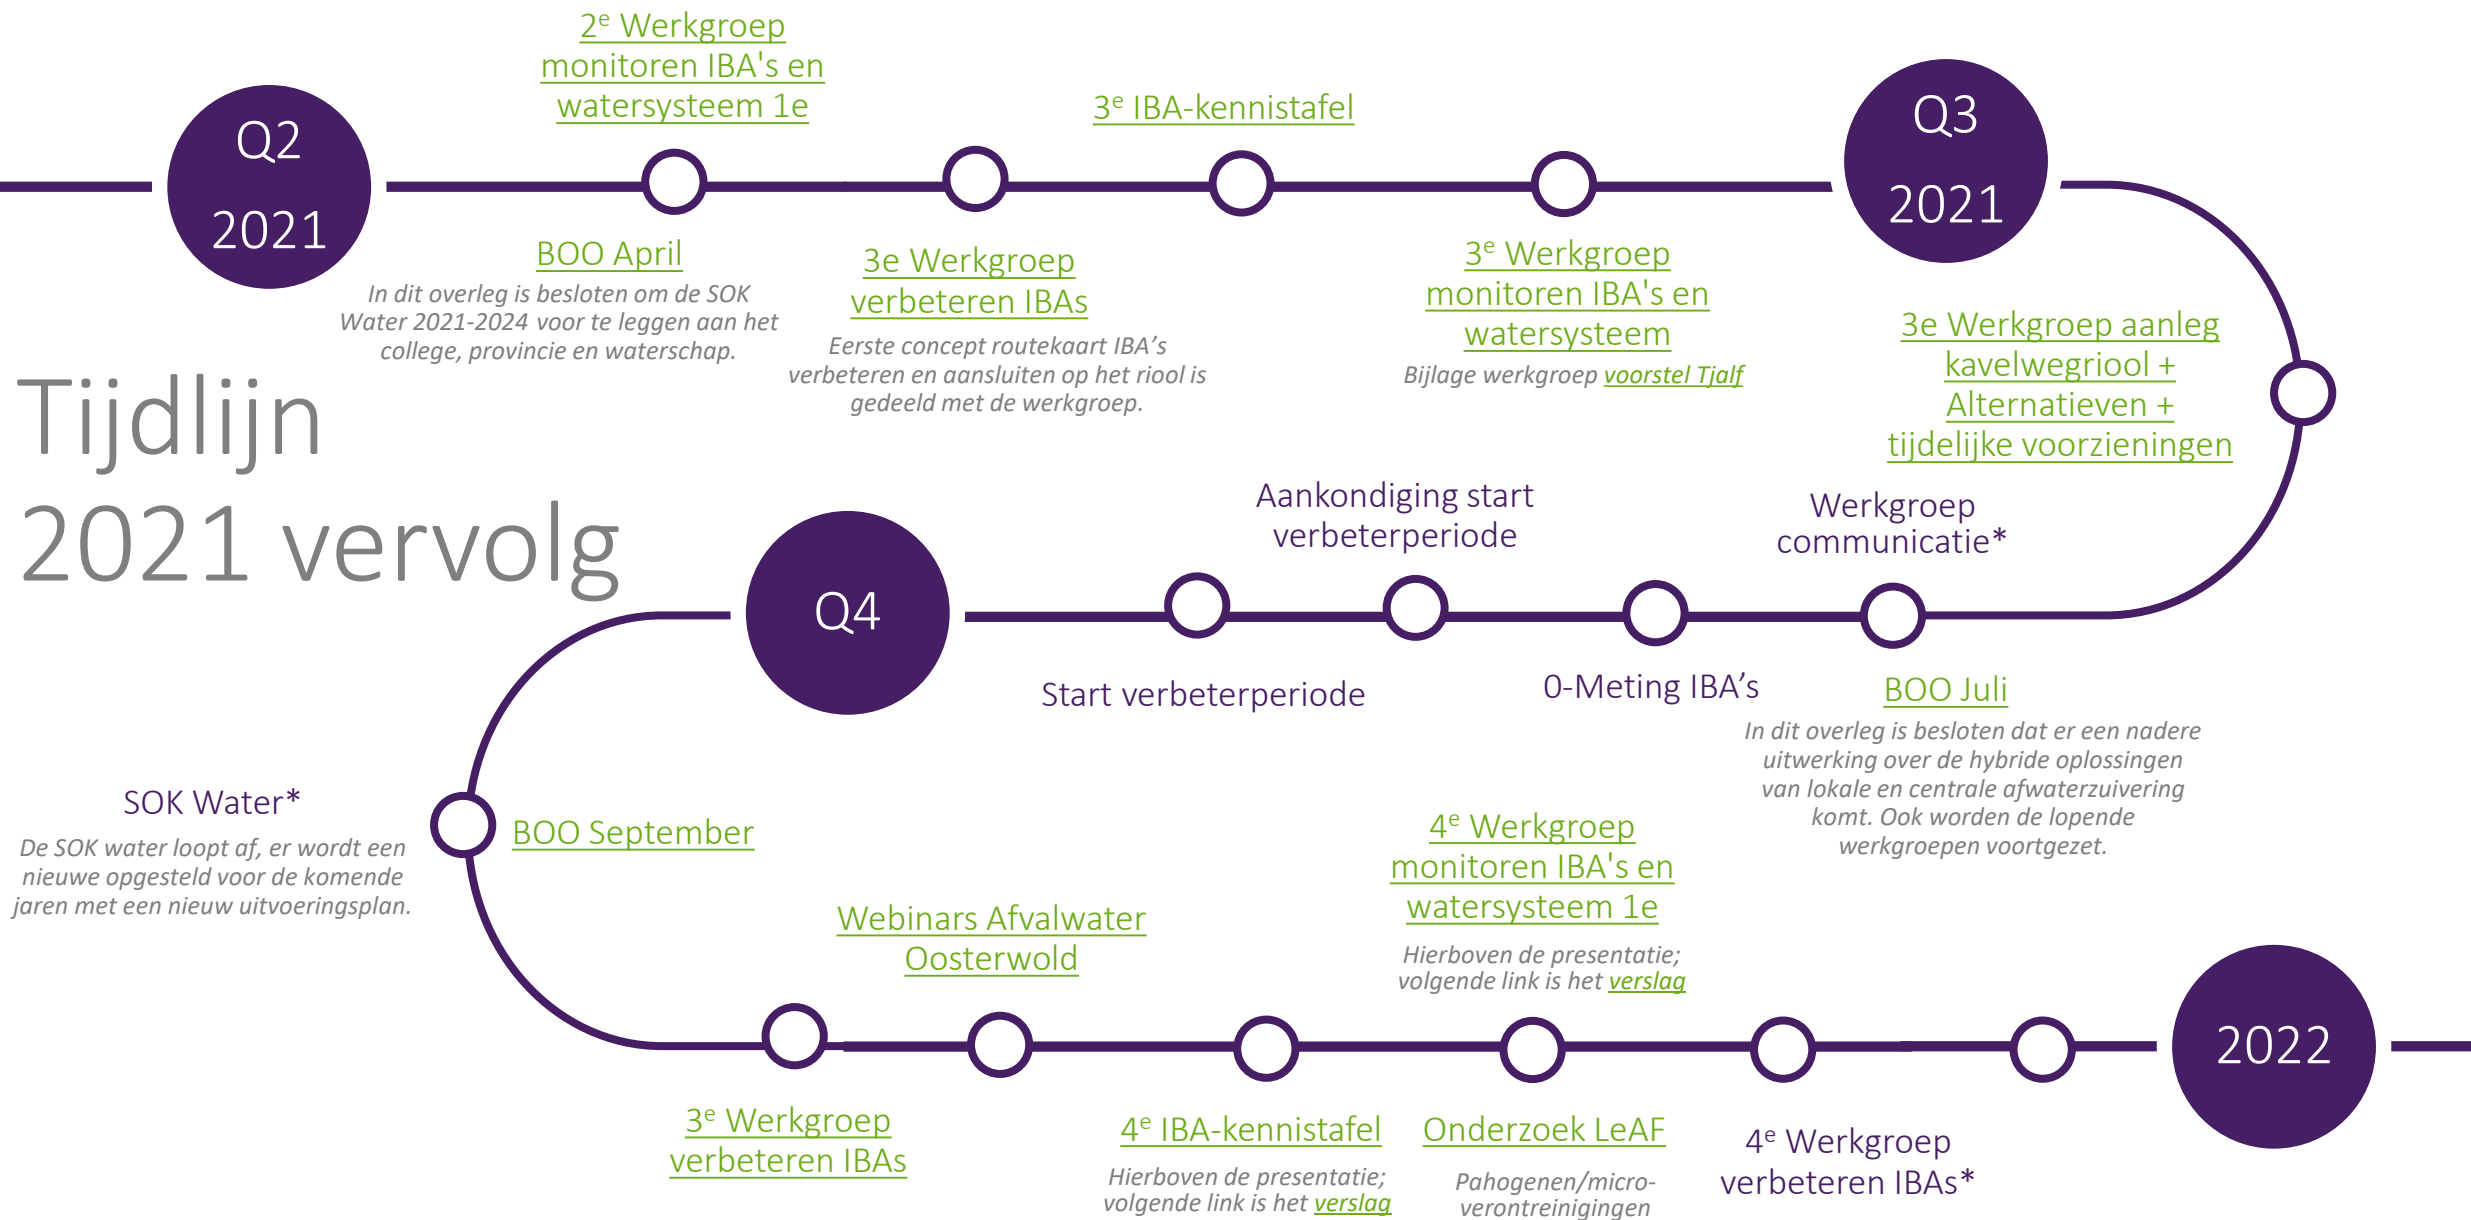 2e Werkgroep
monitoren IBA's en
watersysteem 1e
3e IBA-kennistafel
Q2
2021
Q3
2021
BOO April
In dit overleg is besloten om de SOK
Water 2021-2024 voor te leggen aan het
college, provincie en waterschap.
3e Werkgroep
verbeteren IBAs
Eerste concept routekaart IBA’s
verbeteren en aansluiten op het riool is
gedeeld met de werkgroep.
3e Werkgroep
monitoren IBA's en
watersysteem
Bijlage werkgroep voorstel Tjalf
3e Werkgroep aanleg
kavelwegriool +
Alternatieven +
tijdelijke voorzieningen
Tijdlijn
2021 vervolg
Aankondiging start
verbeterperiode
Werkgroep
communicatie*
Q4
Start verbeterperiode
0-Meting IBA’s
BOO Juli
In dit overleg is besloten dat er een nadere
uitwerking over de hybride oplossingen
van lokale en centrale afwaterzuivering
komt. Ook worden de lopende
werkgroepen voortgezet.
SOK Water*
De SOK water loopt af, er wordt een
nieuwe opgesteld voor de komende
jaren met een nieuw uitvoeringsplan.
BOO September
Webinars Afvalwater
Oosterwold
4e Werkgroep
monitoren IBA's en
watersysteem 1e
Hierboven de presentatie;
volgende link is het verslag
2022
3e Werkgroep
verbeteren IBAs
4e IBA-kennistafel
Hierboven de presentatie;
volgende link is het verslag
Onderzoek LeAF
Pahogenen/micro-
verontreinigingen
4e Werkgroep
verbeteren IBAs*